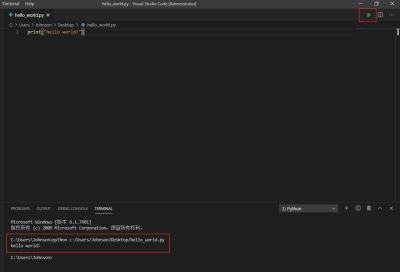 Terminal Help
hello_world.py - Visual Studio Code [Administrator]
hello_world.py
C: > Users > Johnson > Desktop > hello_world.py
1 print("hello world!")
PROBLEMS OUTPUT DEBUG CONSOLE TERMINAL
1: Python
Microsoft Windows [版本 6.1.7601]
版权所有 (c) 2009 Microsoft Corporation。保留所有权利。
C:\Users\Johnson>python c:/Users/Johnson/Desktop/hello_world.py
hello world!
C:\Users\Johnson>